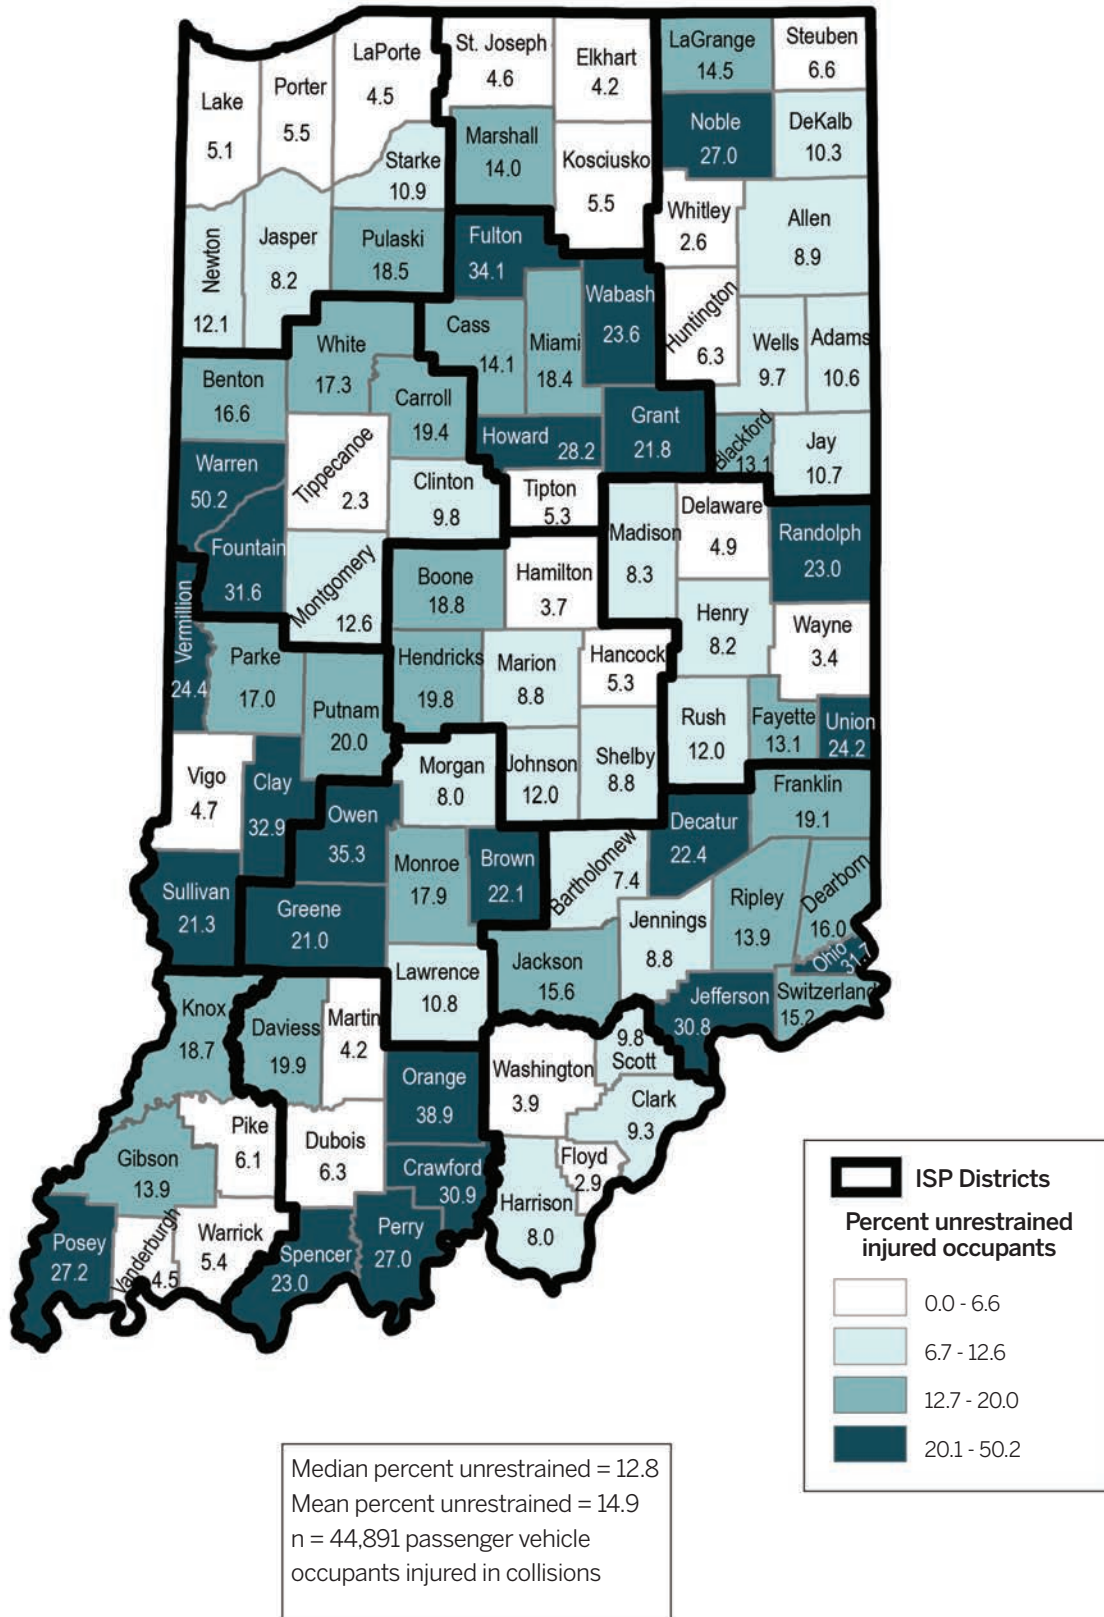 LaPorte
4.5
St. Joseph
4.6
Elkhart
4.2
LaGrange
14.5
Steuben
6.6
Lake
5.1
Porter
5.5
Starke
10.9
Marshall
14.0
Kosciusko
5.5
Noble
27.0
DeKalb
10.3
Whitley
2.6
Allen
8.9
Newton
12.1
Jasper
8.2
Pulaski
18.5
Fulton
34.1
Wabash
23.6
Huntington
6.3
Wells
9.7
Adams
10.6
White
17.3
Cass
14.1
Miami
18.4
Benton
16.6
Carroll
19.4
Howard 28.2
Grant
21.8
Blackford
13.1
Jay
10.7
Warren
50.2
Tippecanoe
2.3
Clinton
9.8
Tipton
5.3
Madison
8.3
Delaware
4.9
Randolph
23.0
Fountain
31.6
Montgomery
12.6
Boone
18.8
Hamilton
3.7
Henry
8.2
Wayne
3.4
Vermillion
24.4
Parke
17.0
Putnam
20.0
Hendricks
19.8
Marion
8.8
Hancock
5.3
Rush
12.0
Fayette
13.1
Union
24.2
Vigo
4.7
Clay
32.9
Morgan
8.0
Johnson
12.0
Shelby
8.8
Franklin
19.1
Owen
35.3
Monroe
17.9
Brown
22.1
Bartholomew
7.4
Decatur
22.4
Sullivan
21.3
Greene
21.0
Jennings
8.8
Ripley
13.9
Dearborn
16.0
Ohio
31.7
Knox
18.7
Daviess
19.9
Martin
4.2
Lawrence
10.8
Jackson
15.6
Jefferson
30.8
Switzerland
15.2
Orange
38.9
Washington
3.9
9.8
Scott
Clark
9.3
Pike
6.1
Dubois
6.3
Gibson
13.9
Crawford
30.9
Floyd
2.9
Harrison
8.0
Posey
27.2
Vanderburgh
4.5
Warrick
5.4
Spencer
23.0
Perry
27.0
ISP Districts
Percent unrestrained
injured occupants
0.0 - 6.6
6.7 - 12.6
12.7 - 20.0
20.1 - 50.2
Median percent unrestrained = 12.8
Mean percent unrestrained = 14.9
n = 44,891 passenger vehicle
occupants injured in collisions